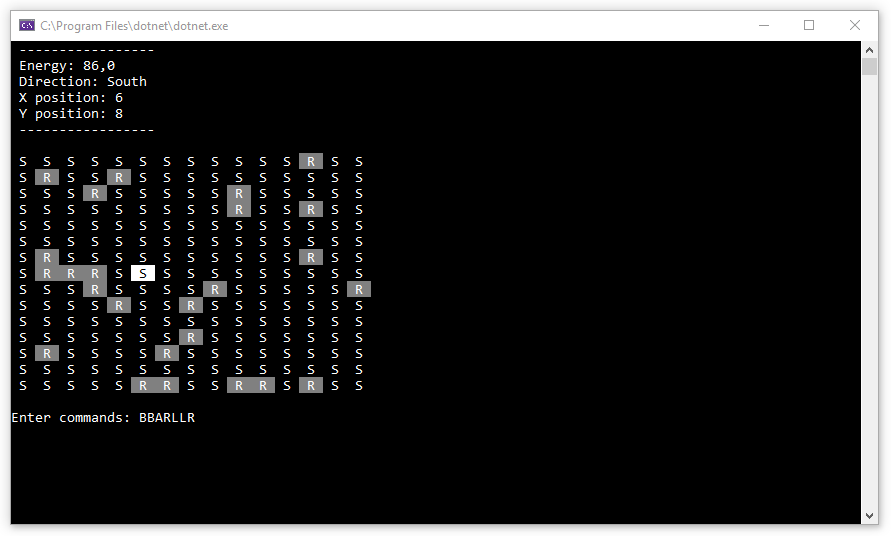 C:\Program Files\dotnet\dotnet.exe
-----------------
Energy: 86,0
Direction: South
X position: 6
Y position: 8
-----------------
S S S S S S S S S S S S R S S
S R S S R S S S S S S S S S S
S S S R S S S S S R S S S S S
S S S S S S S S S R S S R S S
S S S S S S S S S S S S S S S
S S S S S S S S S S S S S S S
S R S S S S S S S S S S R S S
S R R R S S S S S S S S S S S
S S S R S S S S R S S S S S R
S S S S R S S R S S S S S S S
S S S S S S S S S S S S S S S
S S S S S S S R S S S S S S S
S R S S S S R S S S S S S S S
S S S S S S S S S S S S S S S
S S S S S R R S S R R S R S S
Enter commands: BBARLLR